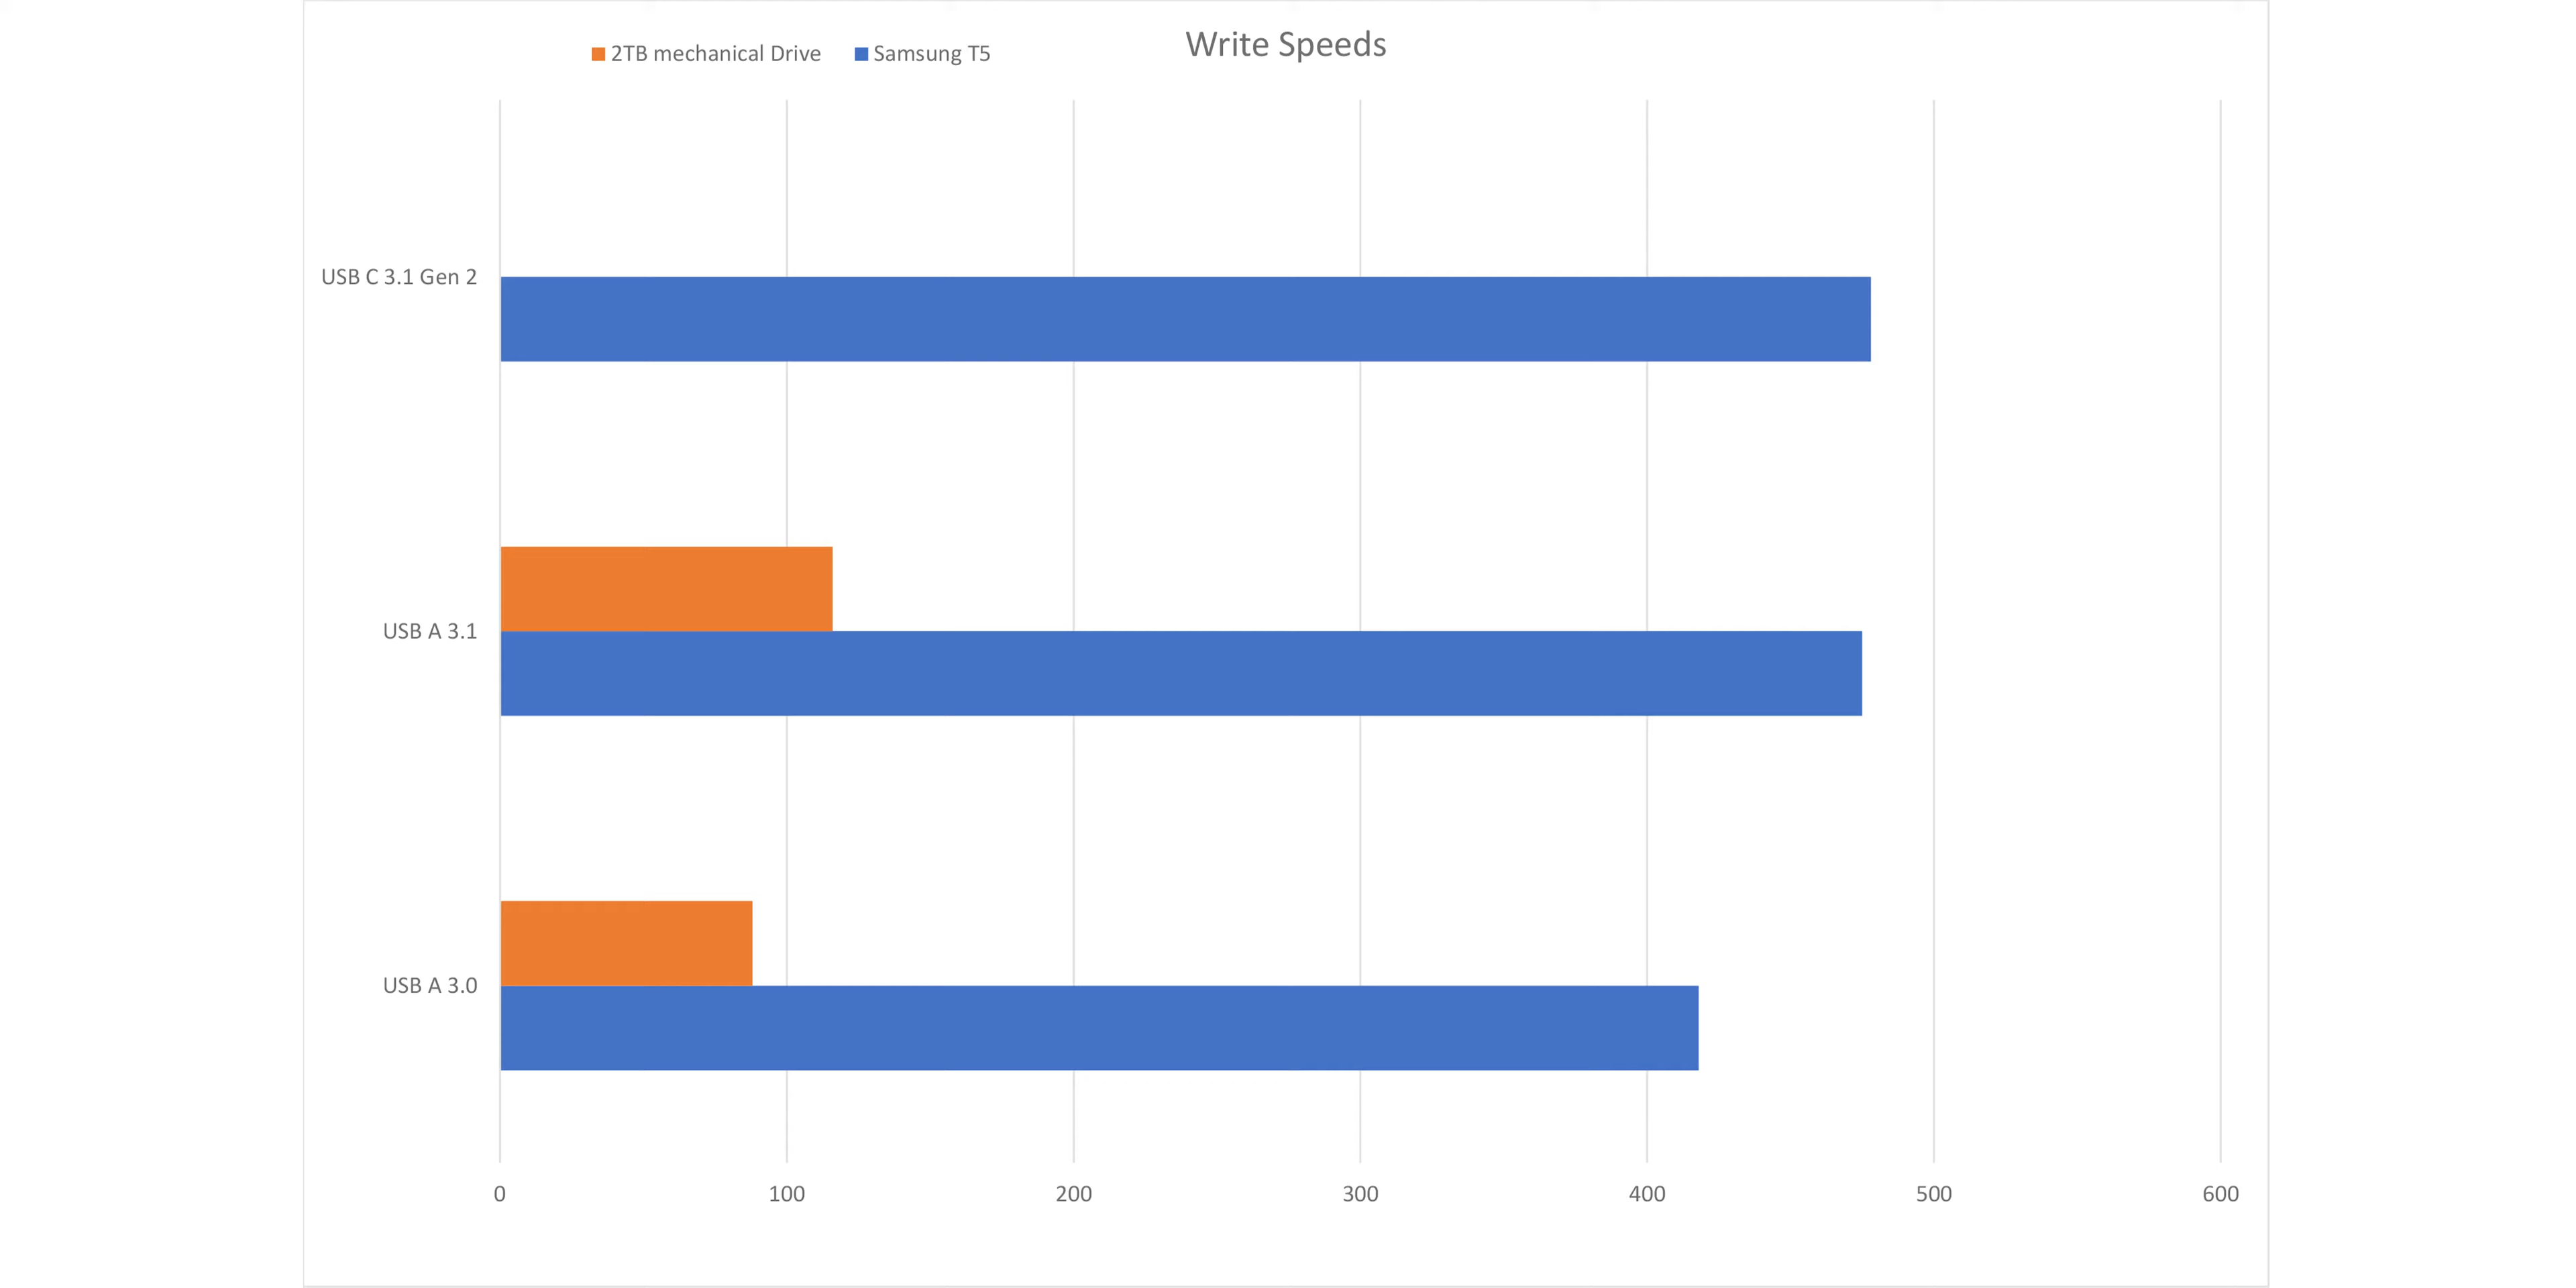 Write Speeds
2TB mechanical Drive Samsung T5
USB C 3.1 Gen 2
USB A 3.1
USB A 3.0
0 100 200 300 400 500 600